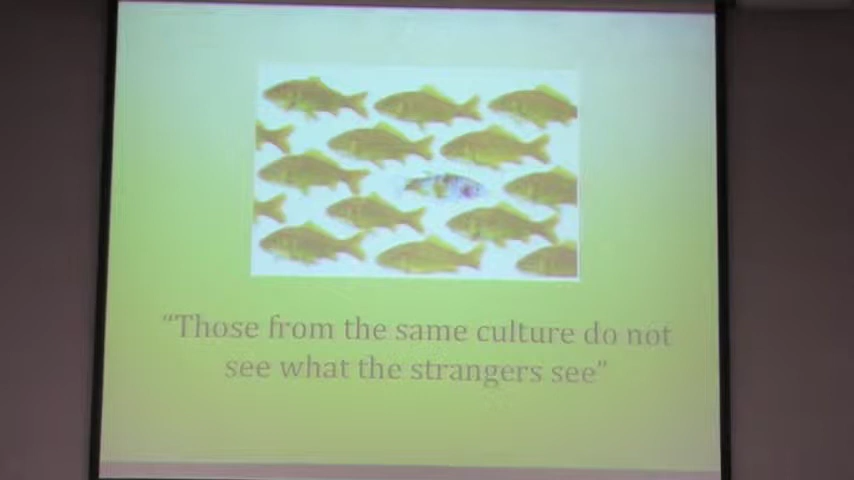 “Those from the same culture do not
see what the strangers see”